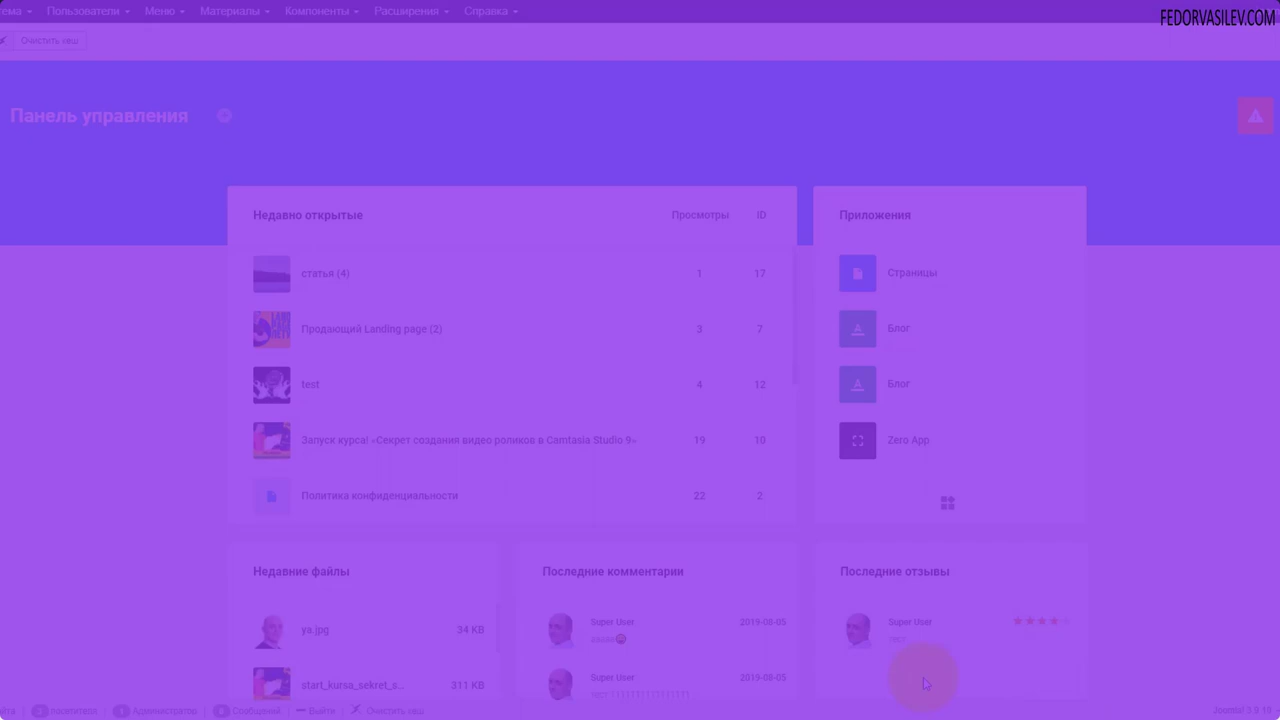 FEDORVASILEV.COM
Пользователи Меню Материалы Компоненты Расширения Справка
Очистить кэш
Панель управления
Недавно открытые Просмотры ID
статья (4) 1 17
Продающий Landing page (2) 3 7
test 4 12
Запуск курса! «Секрет создания видео роликов в Camtasia Studio 9» 19 10
Политика конфиденциальности 22 2
Приложения
Страницы
Блог
Блог
Zero App
Недавние файлы
ya.jpg 34 KB
start_kursa_sekret_s... 311 KB
Последние комментарии
Super User 2019-08-05
Super User 2019-08-05
Последние отзывы
Super User
тест
Администратор Сообщений Выйти Очистить кэш